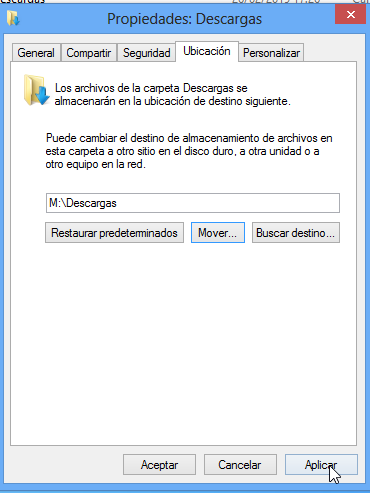 Propiedades: Descargas
General Compartir Seguridad Ubicación Personalizar
Los archivos de la carpeta Descargas se
almacenarán en la ubicación de destino siguiente.
Puede cambiar el destino de almacenamiento de archivos en
esta carpeta a otro sitio en el disco duro, a otra unidad o a
otro equipo en la red.
M:\Descargas
Restaurar predeterminados Mover... Buscar destino...
Aceptar Cancelar Aplicar